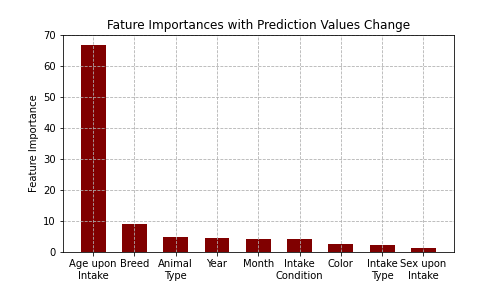 Fature Importances with Prediction Values Change
Feature Importance
70
60
50
40
30
20
10
0
Age upon Intake
Breed
Animal Type
Year
Month
Intake Condition
Color
Intake Type
Sex upon Intake